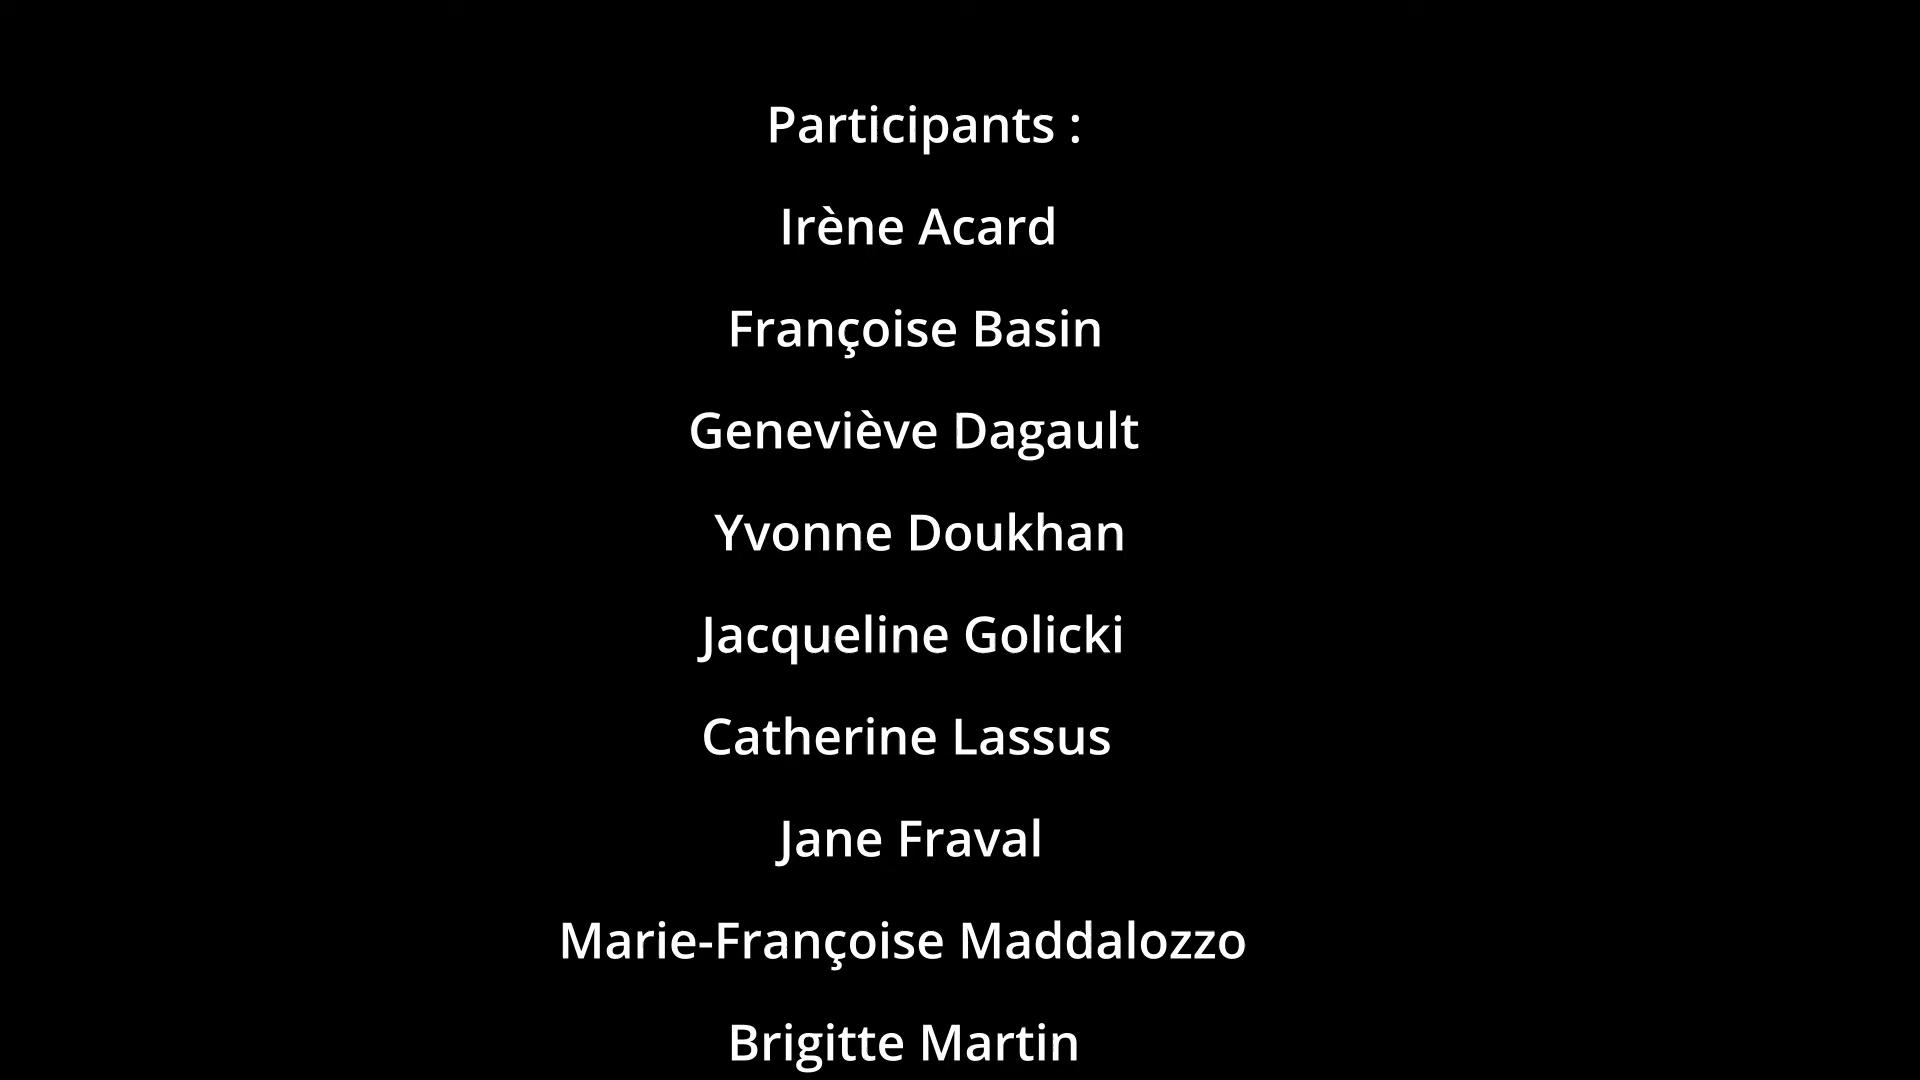 Participants :
Irène Acard
Françoise Basin
Geneviève Dagault
Yvonne Doukhan
Jacqueline Golicki
Catherine Lassus
Jane Fraval
Marie-Françoise Maddalozzo
Brigitte Martin